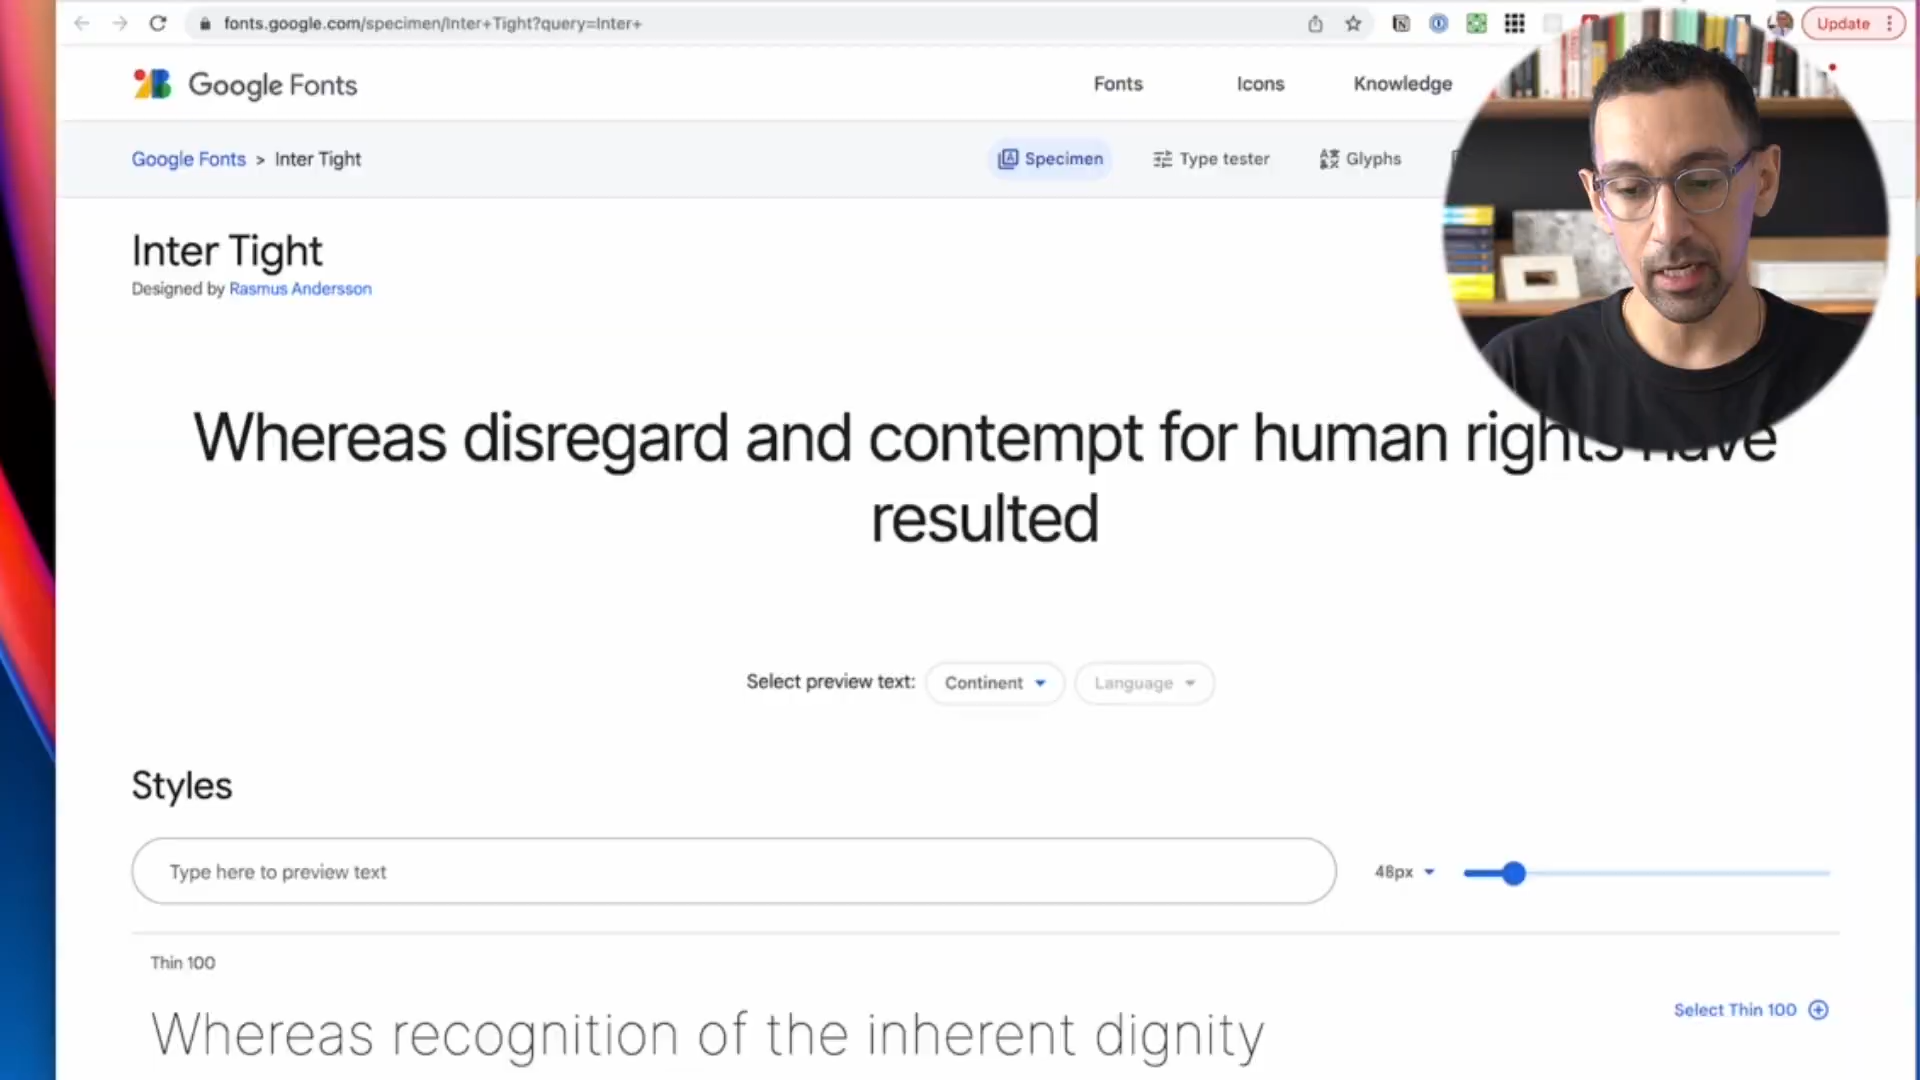 fonts.google.com/specimen/Inter+Tight?query=Inter+
Update
Google Fonts
Fonts
Icons
Knowledge
Google Fonts > Inter Tight
Specimen
Type tester
Glyphs
Inter Tight
Designed by Rasmus Andersson
Whereas disregard and contempt for human rights have
resulted
Select preview text:
Continent
Language
Styles
Type here to preview text
48px
Thin 100
Select Thin 100
Whereas recognition of the inherent dignity